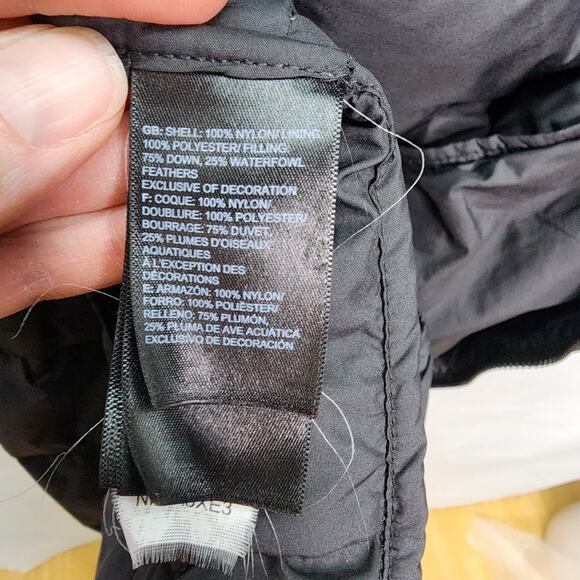 GB: SHELL: 100% NYLON/ LINING:
100% POLYESTER/ FILLING:
75% DOWN, 25% WATERFOWL
FEATHERS
EXCLUSIVE OF DECORATION
F: COQUE: 100% NYLON/
DOUBLURE: 100% POLYESTER/
BOURRAGE: 75% DUVET,
25% PLUMES D'OISEAUX
AQUATIQUES
À L'EXCEPTION DES
DÉCORATIONS
E: ARMAZÓN: 100% NYLON/
FORRO: 100% POLIÉSTER/
RELLENO: 75% PLUMÓN,
25% PLUMA DE AVE ACUÁTICA
EXCLUSIVO DE DECORACIÓN